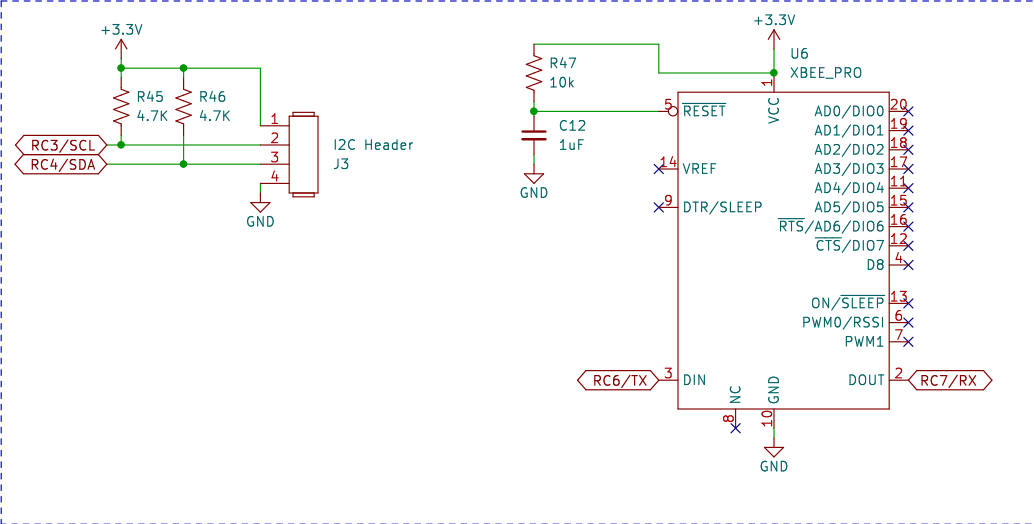 +3.3V
R45
4.7K
R46
4.7K
RC3/SCL
RC4/SDA
1
2
3
4
I2C Header
J3
GND
+3.3V
R47
10k
C12
1uF
GND
U6
XBEE_PRO
1
VCC
5
RESET
14
VREF
9
DTR/SLEEP
AD0/DIO0
20
AD1/DIO1
19
AD2/DIO2
18
AD3/DIO3
17
AD4/DIO4
11
AD5/DIO5
15
RTS/AD6/DIO6
16
CTS/DIO7
12
D8
4
ON/SLEEP
13
PWM0/RSSI
6
PWM1
7
RC6/TX
3
DIN
DOUT
2
RC7/RX
NC
8
GND
10
GND